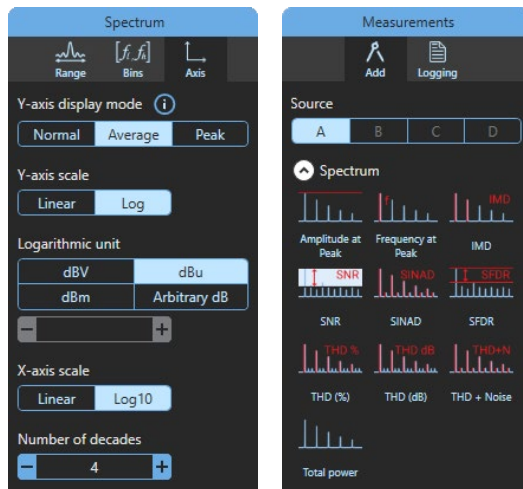 Spectrum
[f₁.fₙ]
Range Bins Axis
Y-axis display mode i
Normal Average Peak
Y-axis scale
Linear Log
Logarithmic unit
dBV dBu
dBm Arbitrary dB
− +
X-axis scale
Linear Log10
Number of decades
− 4 +
Measurements
Add Logging
Source
A B C D
Spectrum
f IMD
Amplitude at Frequency at IMD
Peak Peak
SNR SINAD SFDR
SNR SINAD SFDR
THD % THD dB THD+N
THD (%) THD (dB) THD + Noise
Total power